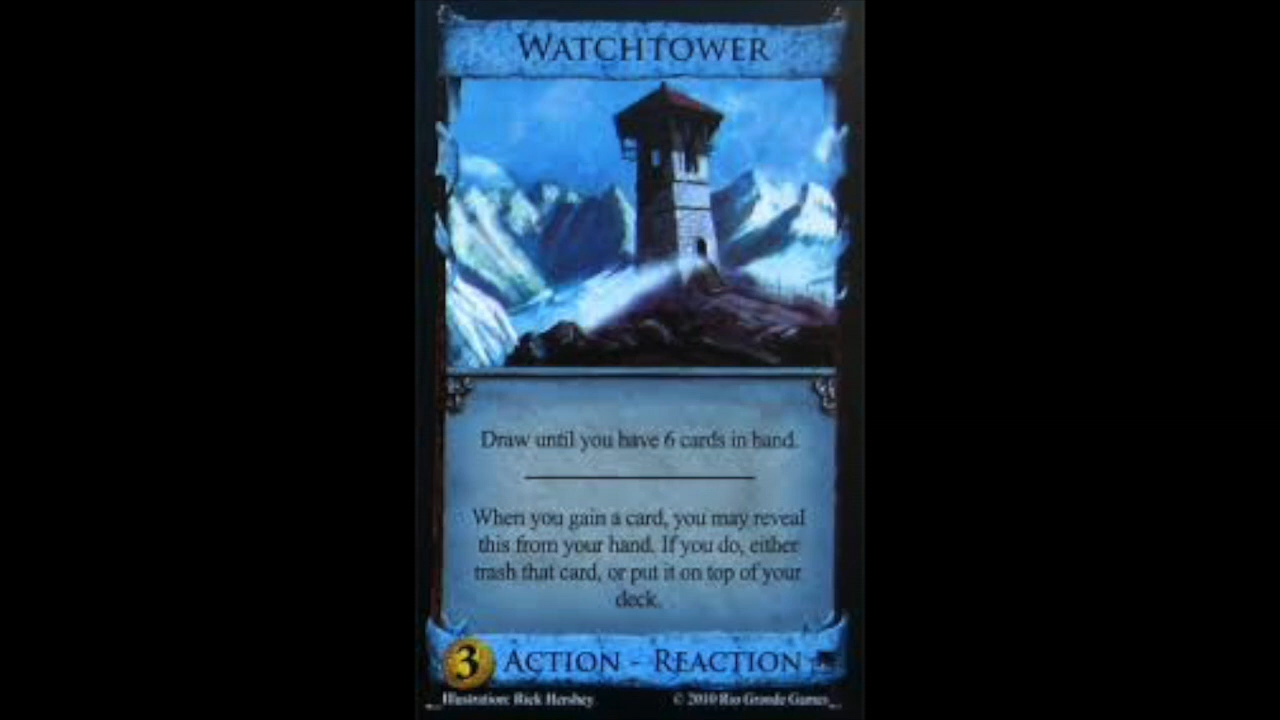 WATCHTOWER
Draw until you have 6 cards in hand.
When you gain a card, you may reveal
this from your hand. If you do, either
trash that card, or put it on top of your
deck.
3 ACTION - REACTION
Illustration: Rick Hershey © 2010 Rio Grande Games